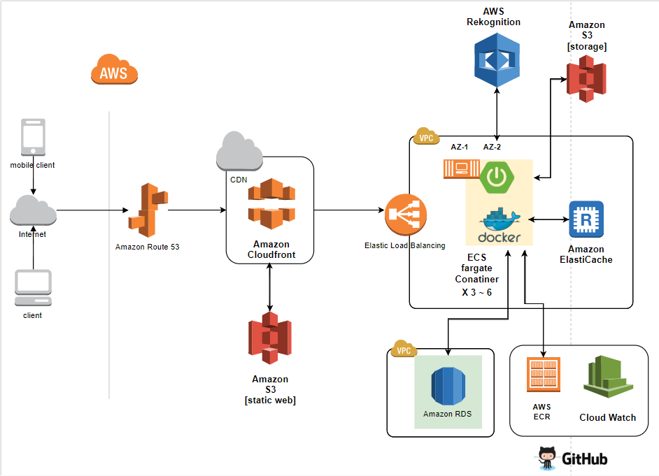 AWS
Rekognition
Amazon
S3
[storage]
AWS
VPC
AZ-1
AZ-2
mobile client
CDN
Internet
Amazon Route 53
Amazon
Cloudfront
Elastic Load Balancing
docker
R
Amazon
ElastiCache
ECS
fargate
Conatiner
X 3 ~ 6
client
VPC
Amazon
S3
[static web]
Amazon RDS
AWS
ECR
Cloud Watch
GitHub